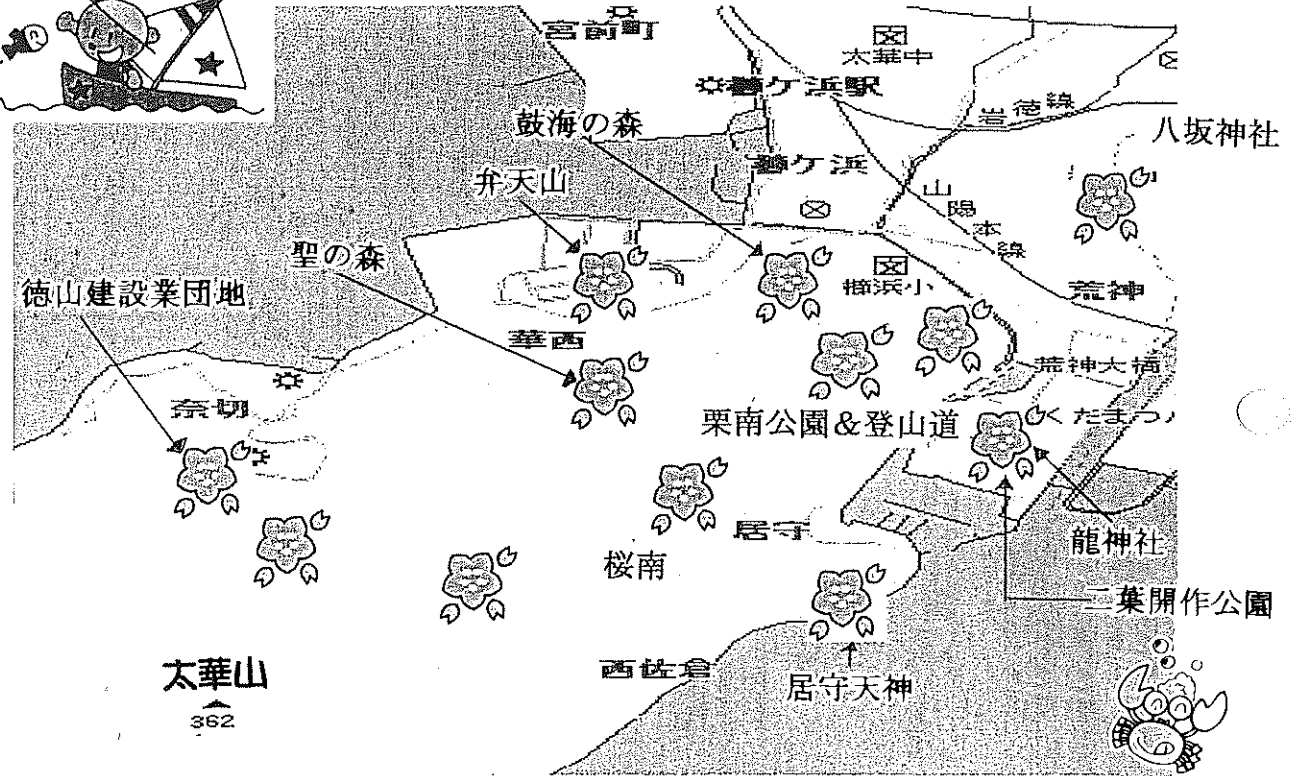 宮前町
太華中
櫛ケ浜駅
岩徳線
鼓海の森
八坂神社
櫛ケ浜
弁天山
山陽本線
聖の森
櫛浜小
徳山建設業団地
荒神
華西
荒神大橋
奈切
栗南公園&登山道
くだまつ
居守
龍神社
桜南
二葉開作公園
太華山
362
西佐倉
居守天神